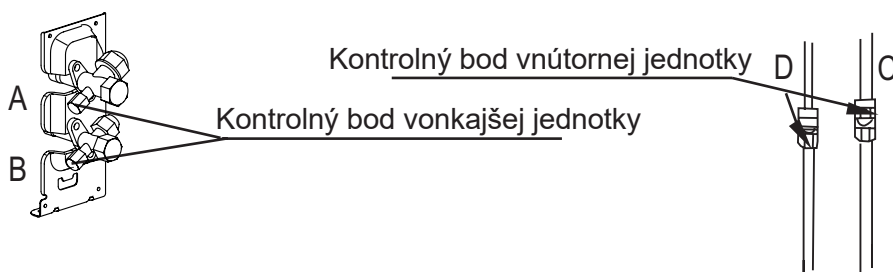 Kontrolný bod vnútornej jednotky
D
C
A
Kontrolný bod vonkajšej jednotky
B